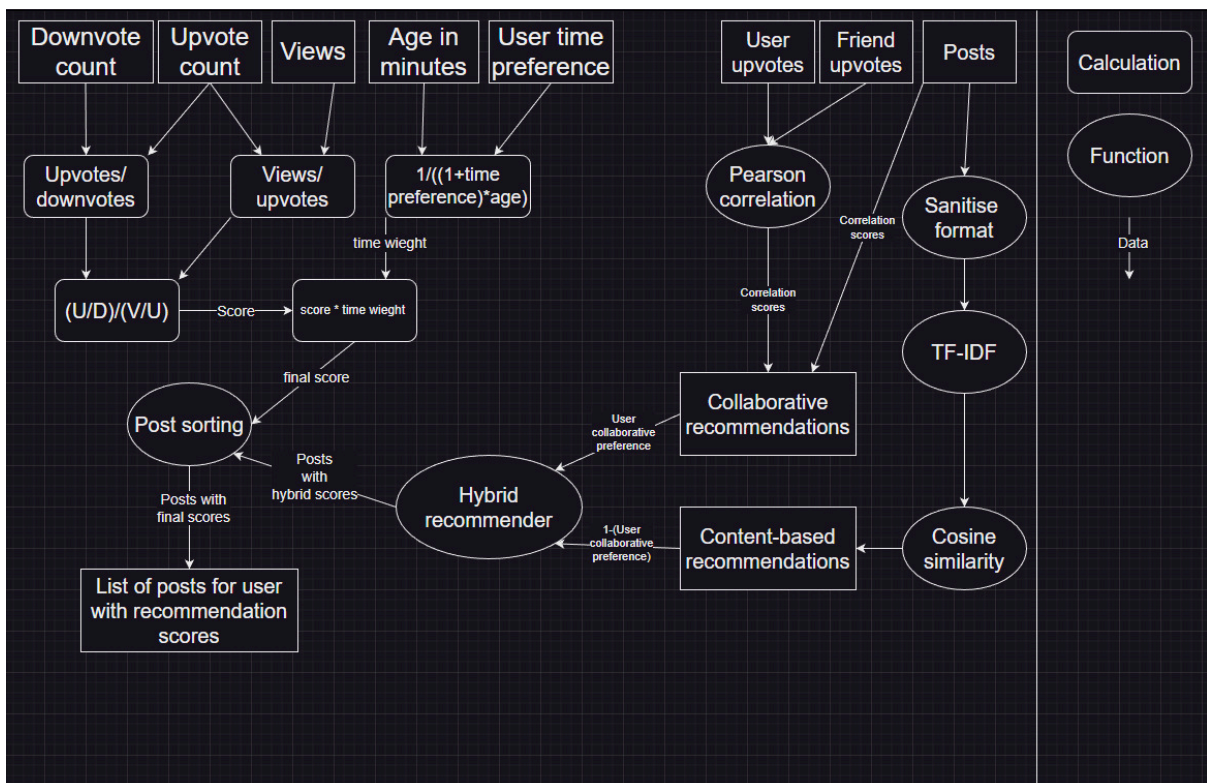 Downvote
count
Upvote
count
Views
Age in
minutes
User time
preference
User
upvotes
Friend
upvotes
Posts
Calculation
Upvotes/
downvotes
Views/
upvotes
1/((1+time
preference)*age)
Pearson
correlation
Function
Sanitise
format
Correlation
scores
time wieght
Data
(U/D)/(V/U)
Score
score * time wieght
Correlation
scores
TF-IDF
final score
Post sorting
Collaborative
recommendations
User
collaborative
preference
Posts
with
hybrid scores
Hybrid
recommender
Posts with
final scores
1-(User
collaborative
preference)
Content-based
recommendations
Cosine
similarity
List of posts for user
with recommendation
scores